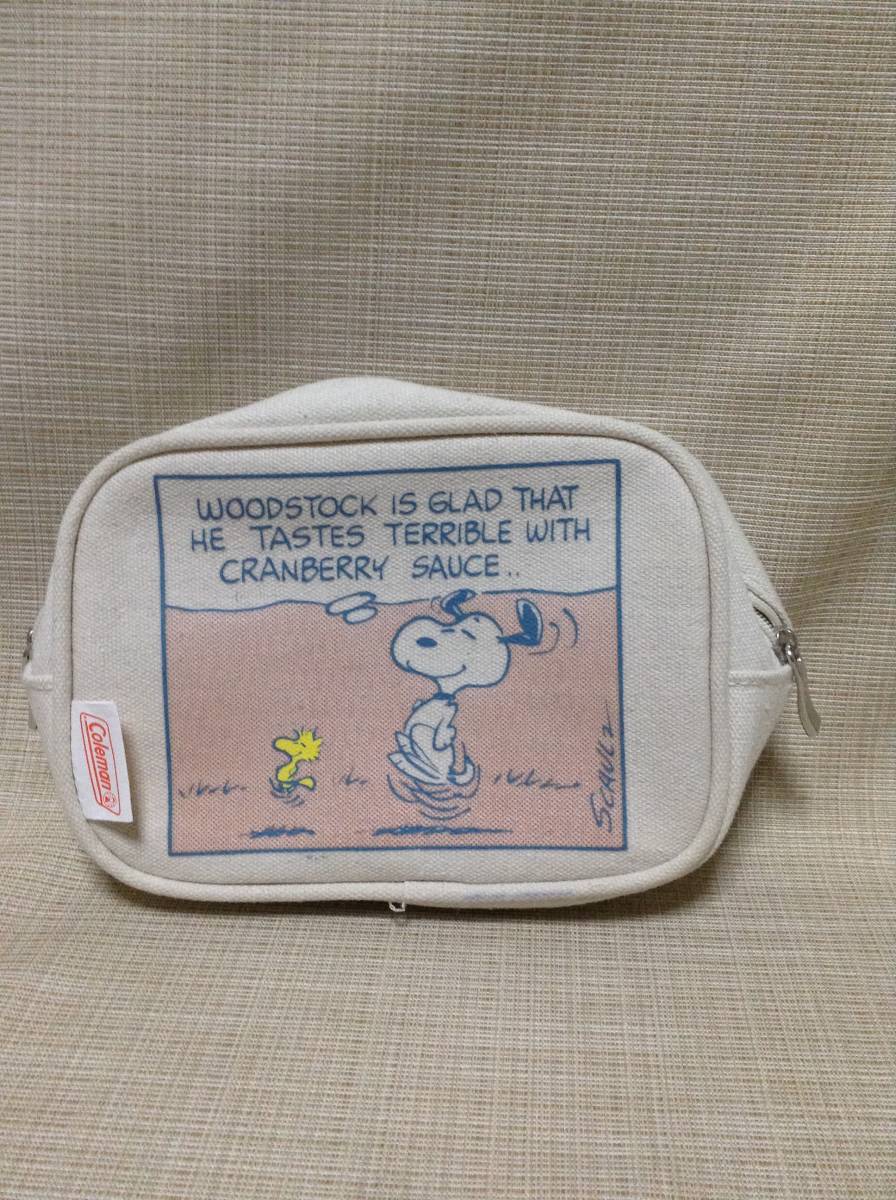 WOODSTOCK IS GLAD THAT
HE TASTES TERRIBLE WITH
CRANBERRY SAUCE..
Coleman
SCHULZ